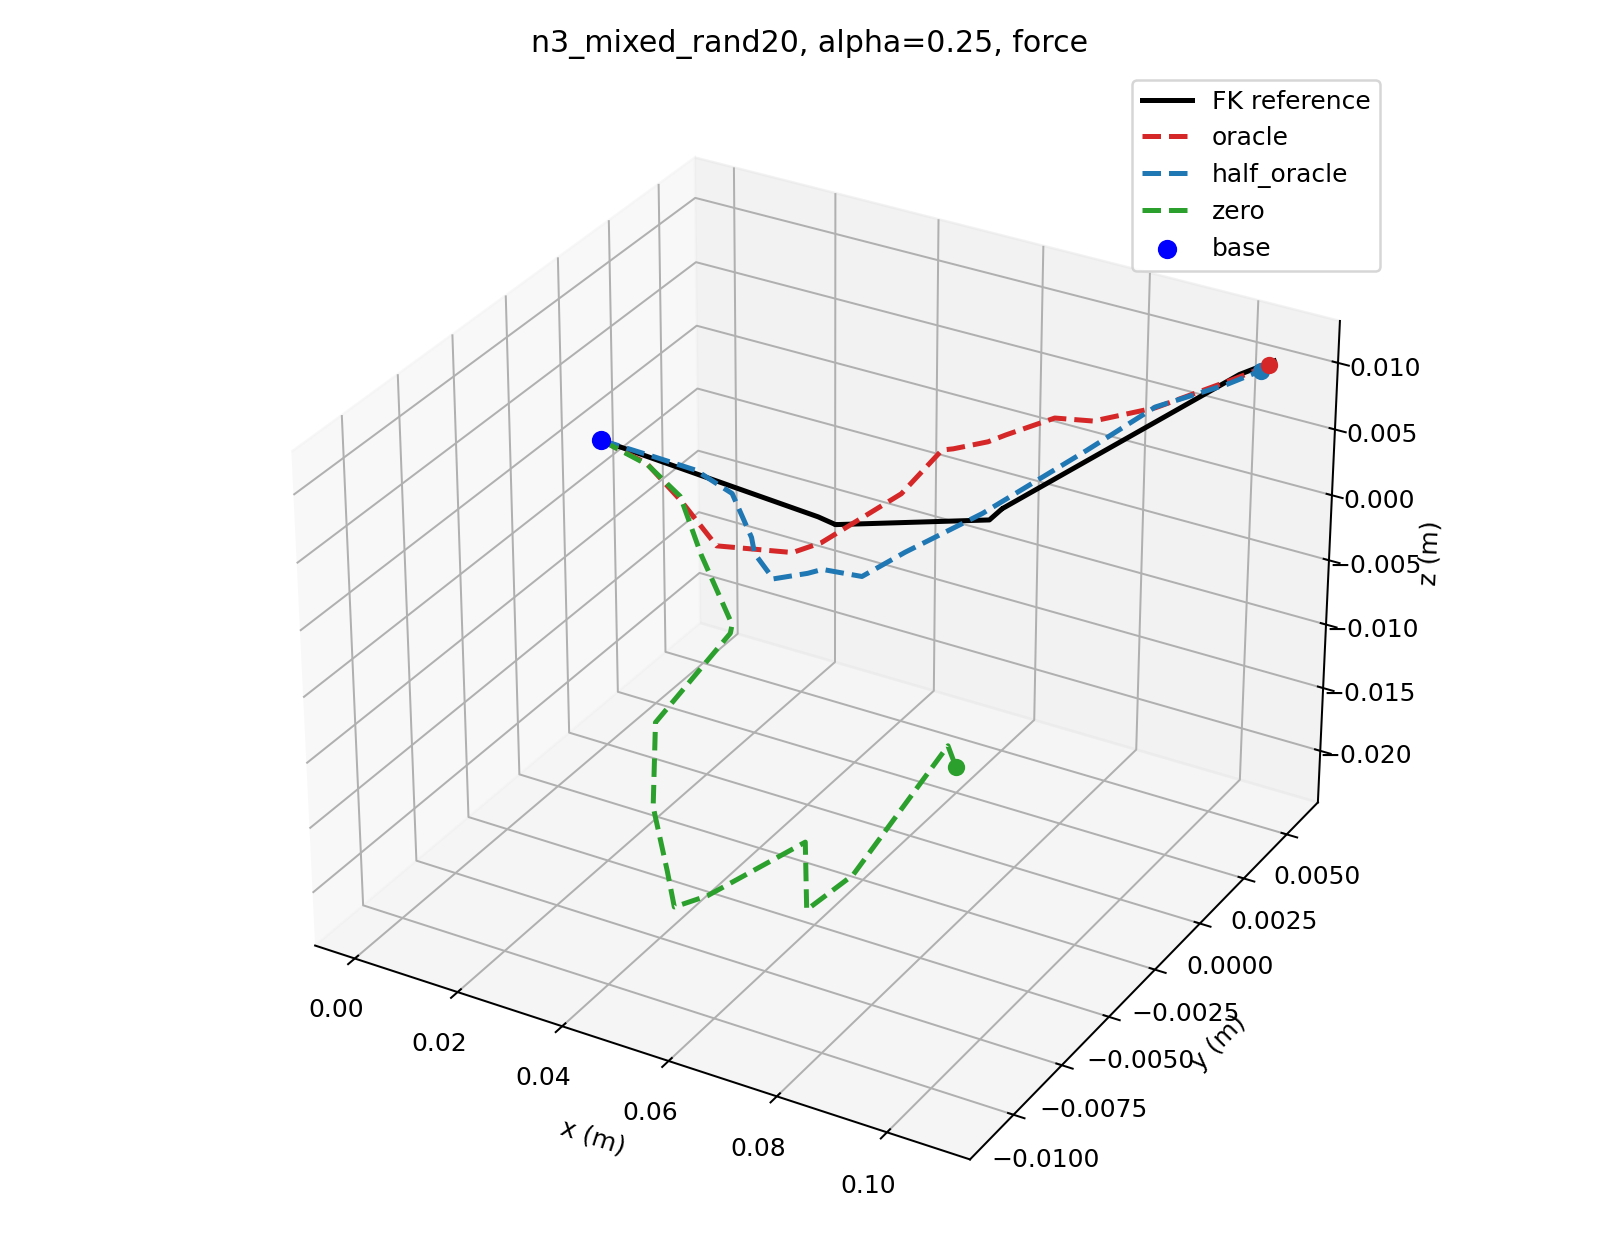 n3_mixed_rand20, alpha=0.25, force
FK reference
oracle
half_oracle
zero
base
0.010
0.005
0.000
−0.005
−0.010
−0.015
−0.020
z (m)
0.0050
0.0025
0.0000
−0.0025
−0.0050
−0.0075
−0.0100
y (m)
0.00
0.02
0.04
0.06
0.08
0.10
x (m)